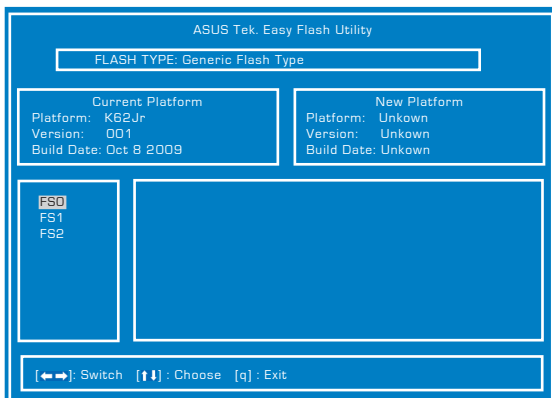 ASUS Tek. Easy Flash Utility
FLASH TYPE: Generic Flash Type
Current Platform
Platform: K62Jr
Version: 001
Build Date: Oct 8 2009
New Platform
Platform: Unkown
Version: Unkown
Build Date: Unkown
FS0
FS1
FS2
[←→]: Switch [↑↓] : Choose [q] : Exit